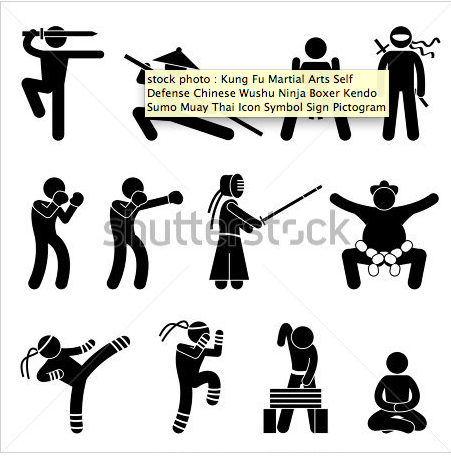 stock photo : Kung Fu Martial Arts Self
Defense Chinese Wushu Ninja Boxer Kendo
Sumo Muay Thai Icon Symbol Sign Pictogram
shutterstock